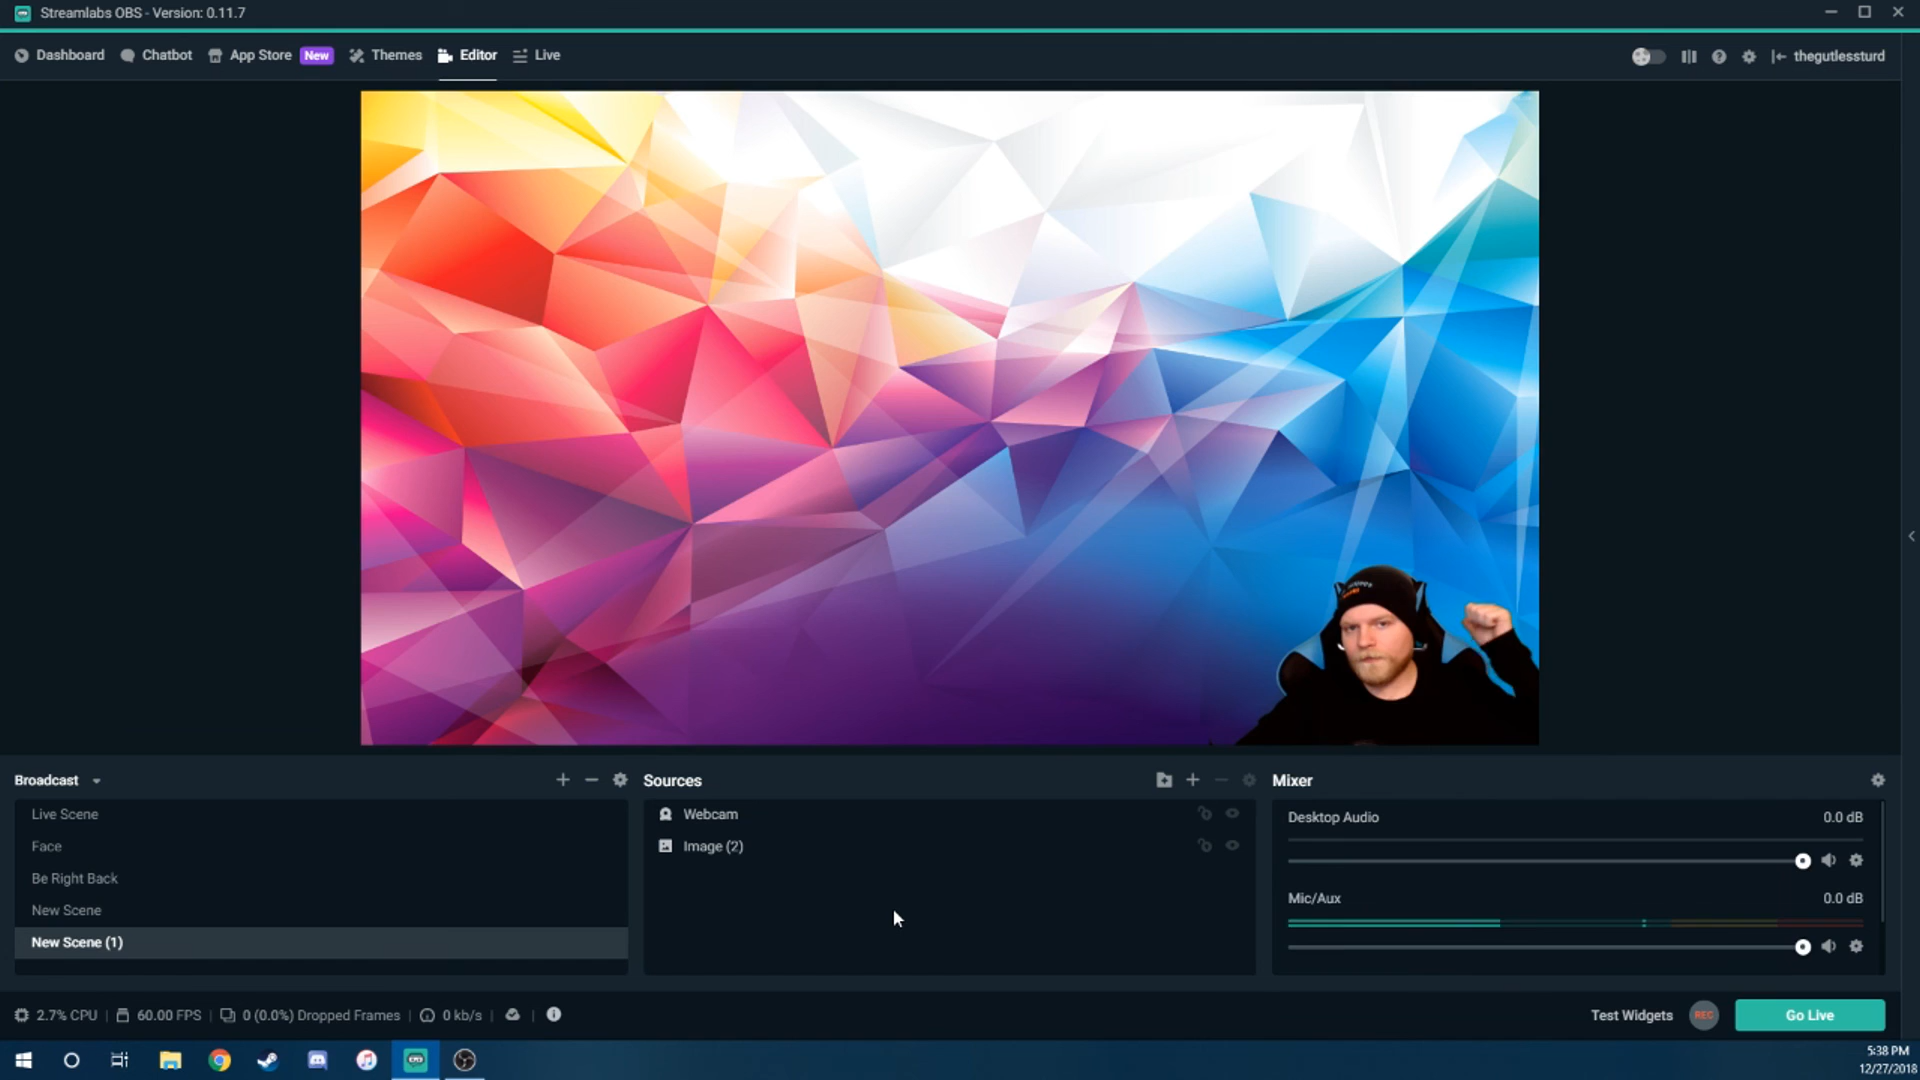 Streamlabs OBS - Version: 0.11.7
Dashboard Chatbot App Store New Themes Editor Live thegutlessturd
Broadcast
Live Scene
Face
Be Right Back
New Scene
New Scene (1)
Sources
Webcam
Image (2)
Mixer
Desktop Audio 0.0 dB
Mic/Aux 0.0 dB
2.7% CPU | 60.00 FPS | 0 (0.0%) Dropped Frames | 0 kb/s | |
Test Widgets REC Go Live
5:38 PM
12/27/2018